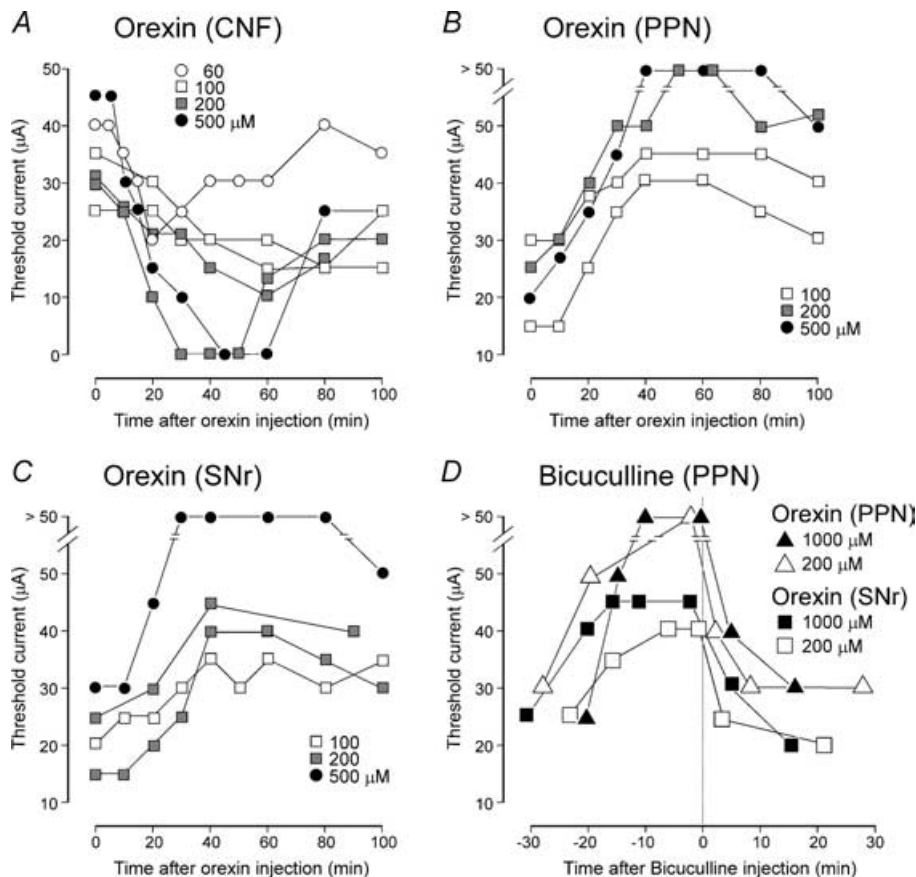 A Orexin (CNF)
60
100
200
500 µM
50
40
30
20
10
0
Threshold current (µA)
0 20 40 60 80 100
Time after orexin injection (min)
B Orexin (PPN)
> 50
50
40
30
20
10
Threshold current (µA)
100
200
500 µM
0 20 40 60 80 100
Time after orexin injection (min)
C Orexin (SNr)
> 50
50
40
30
20
10
Threshold current (µA)
100
200
500 µM
0 20 40 60 80 100
Time after orexin injection (min)
D Bicuculline (PPN)
> 50
50
40
30
20
10
Threshold current (µA)
Orexin (PPN)
1000 µM
200 µM
Orexin (SNr)
1000 µM
200 µM
-30 -20 -10 0 10 20 30
Time after Bicuculline injection (min)